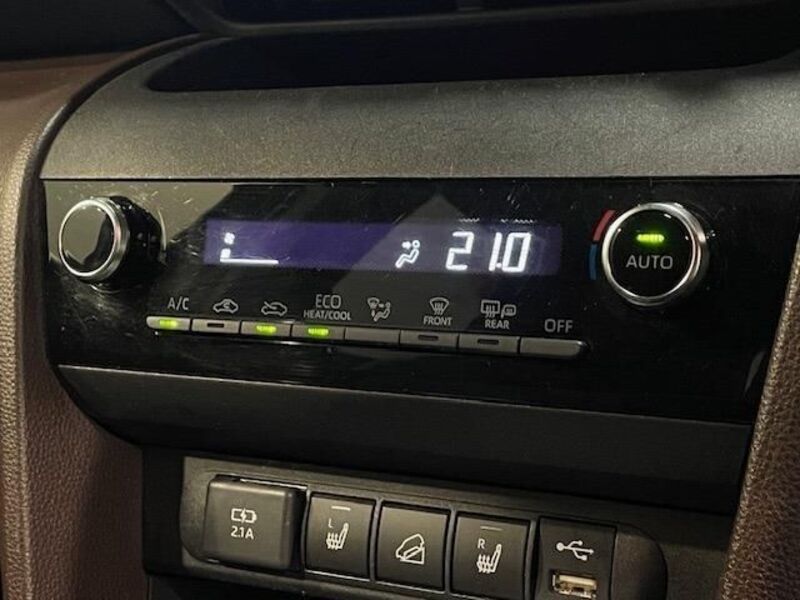 21.0
AUTO
A/C
ECO
HEAT/COOL
FRONT
REAR
OFF
2.1A
L
R